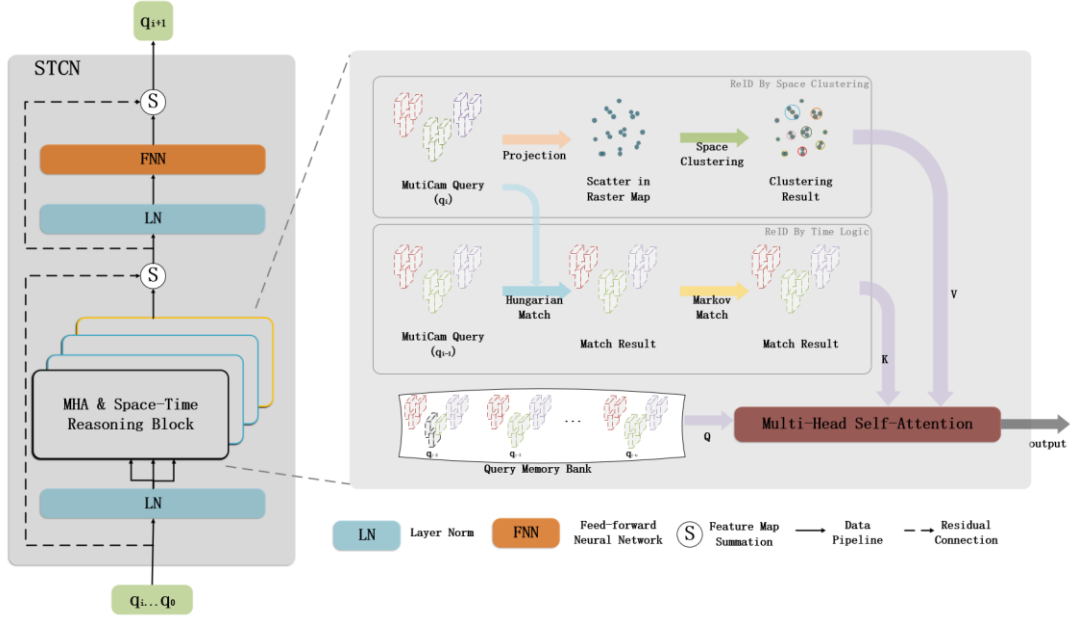 qi+1
STCN
S
FNN
LN
S
MHA & Space-Time
Reasoning Block
LN
qi...q0
ReID By Space Clustering
MutiCam Query
(qi)
Projection
Scatter in
Raster Map
Space
Clustering
Clustering
Result
ReID By Time Logic
MutiCam Query
(qi-1)
Hungarian
Match
Match Result
Markov
Match
Match Result
V
K
Q
Query Memory Bank
...
Multi-Head Self-Attention
output
LN
Layer Norm
FNN
Feed-forward
Neural Network
S
Feature Map
Summation
Data
Pipeline
Residual
Connection